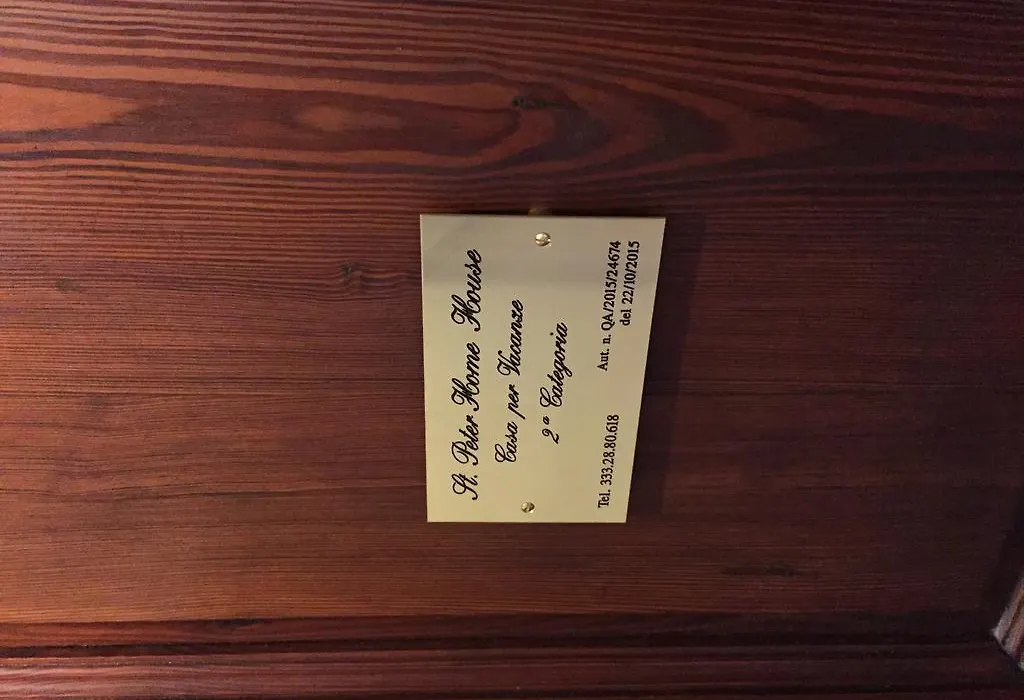 St. Peter Home House
Casa per Vacanze
2ª Categoria
Tel. 333.28.80.618
Aut. n. QA/2015/24674
del 22/10/2015